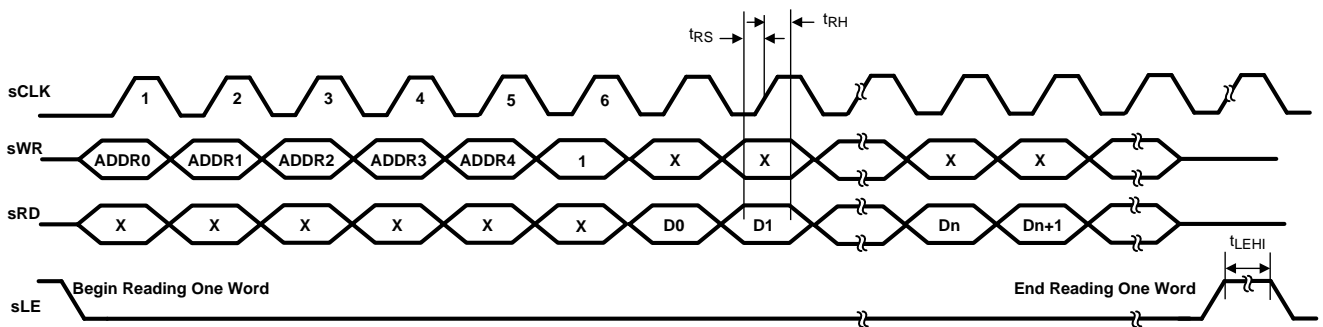 tRH
tRS
sCLK 1 2 3 4 5 6
sWR ADDR0 ADDR1 ADDR2 ADDR3 ADDR4 1 X X X X
sRD X X X X X X D0 D1 Dn Dn+1
tLEHI
sLE Begin Reading One Word End Reading One Word